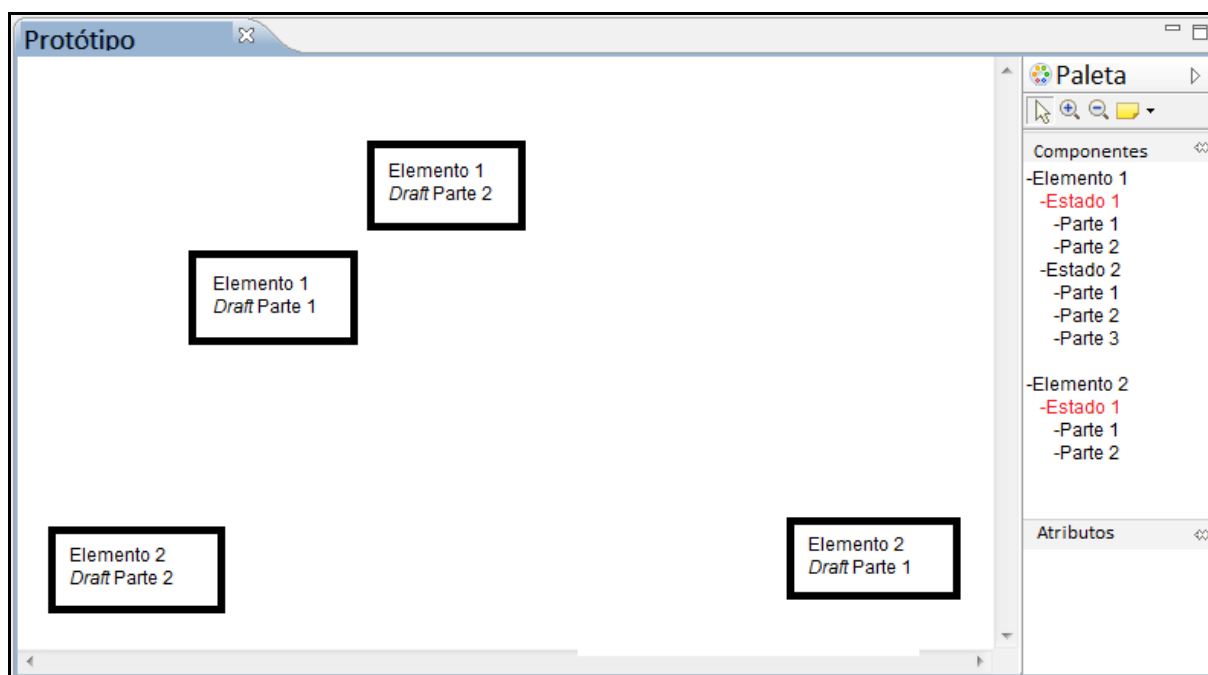 Protótipo
Elemento 1
Draft Parte 2
Elemento 1
Draft Parte 1
Elemento 2
Draft Parte 2
Elemento 2
Draft Parte 1
Paleta
Componentes
-Elemento 1
-Estado 1
-Parte 1
-Parte 2
-Estado 2
-Parte 1
-Parte 2
-Parte 3
-Elemento 2
-Estado 1
-Parte 1
-Parte 2
Atributos